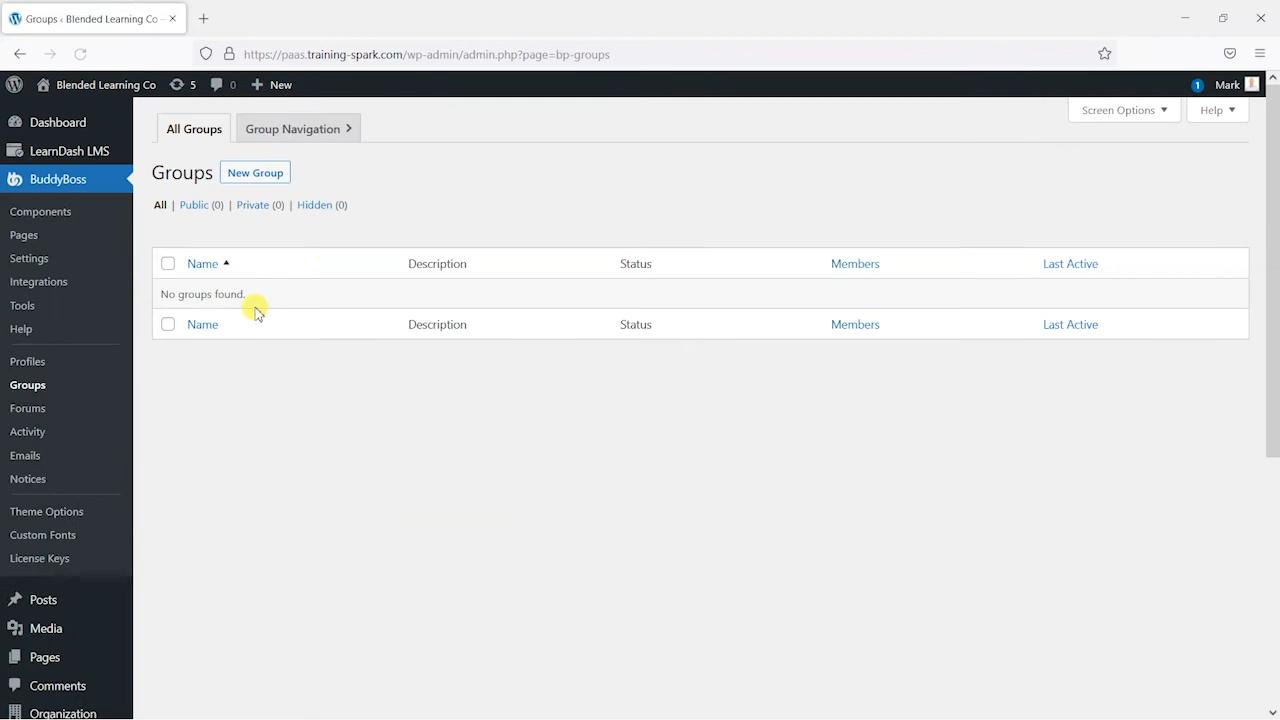 Groups ‹ Blended Learning Co —
https://paas.training-spark.com/wp-admin/admin.php?page=bp-groups
Blended Learning Co 5 0 + New 1 Mark
Screen Options Help
Dashboard
LearnDash LMS
BuddyBoss
Components
Pages
Settings
Integrations
Tools
Help
Profiles
Groups
Forums
Activity
Emails
Notices
Theme Options
Custom Fonts
License Keys
Posts
Media
Pages
Comments
Organization
All Groups Group Navigation >
Groups New Group
All | Public (0) | Private (0) | Hidden (0)
Name Description Status Members Last Active
No groups found.
Name Description Status Members Last Active